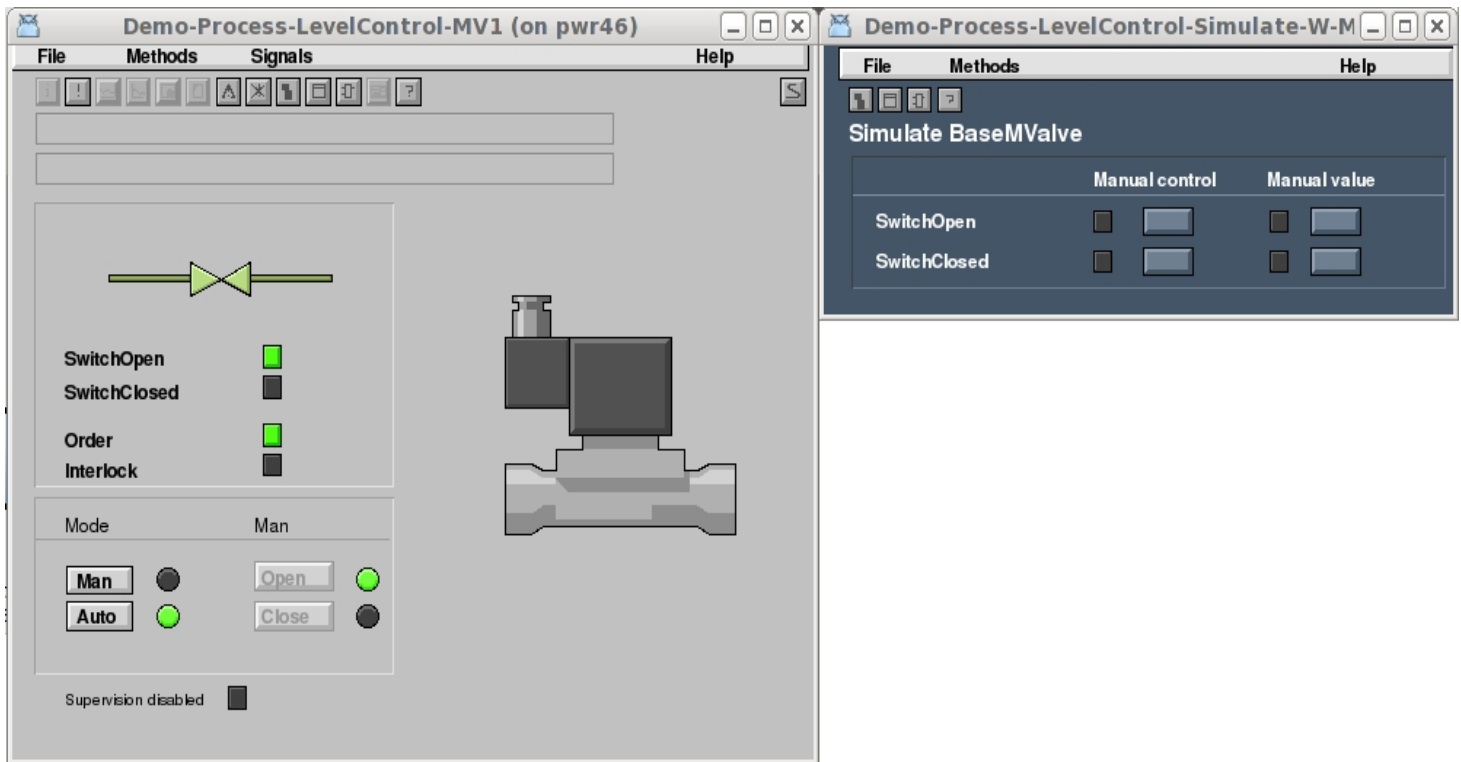 Demo-Process-LevelControl-MV1 (on pwr46)
File Methods Signals Help
SwitchOpen
SwitchClosed
Order
Interlock
Mode Man
Man Open
Auto Close
Supervision disabled
Demo-Process-LevelControl-Simulate-W-M
File Methods Help
Simulate BaseMValve
Manual control Manual value
SwitchOpen
SwitchClosed